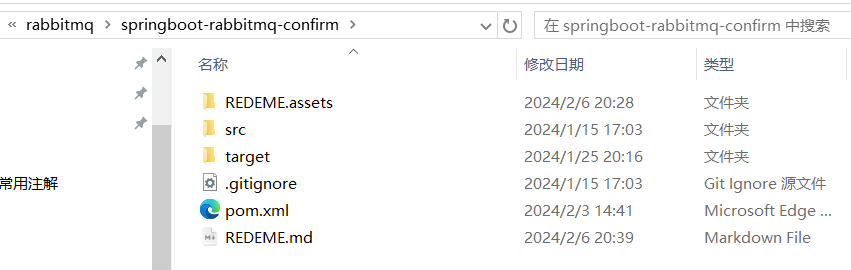 « rabbitmq > springboot-rabbitmq-confirm >
在 springboot-rabbitmq-confirm 中搜索
名称 修改日期 类型
REDEME.assets 2024/2/6 20:28 文件夹
src 2024/1/15 17:03 文件夹
target 2024/1/25 20:16 文件夹
常用注解
.gitignore 2024/1/15 17:03 Git Ignore 源文件
pom.xml 2024/2/3 14:41 Microsoft Edge ...
REDEME.md 2024/2/6 20:39 Markdown File